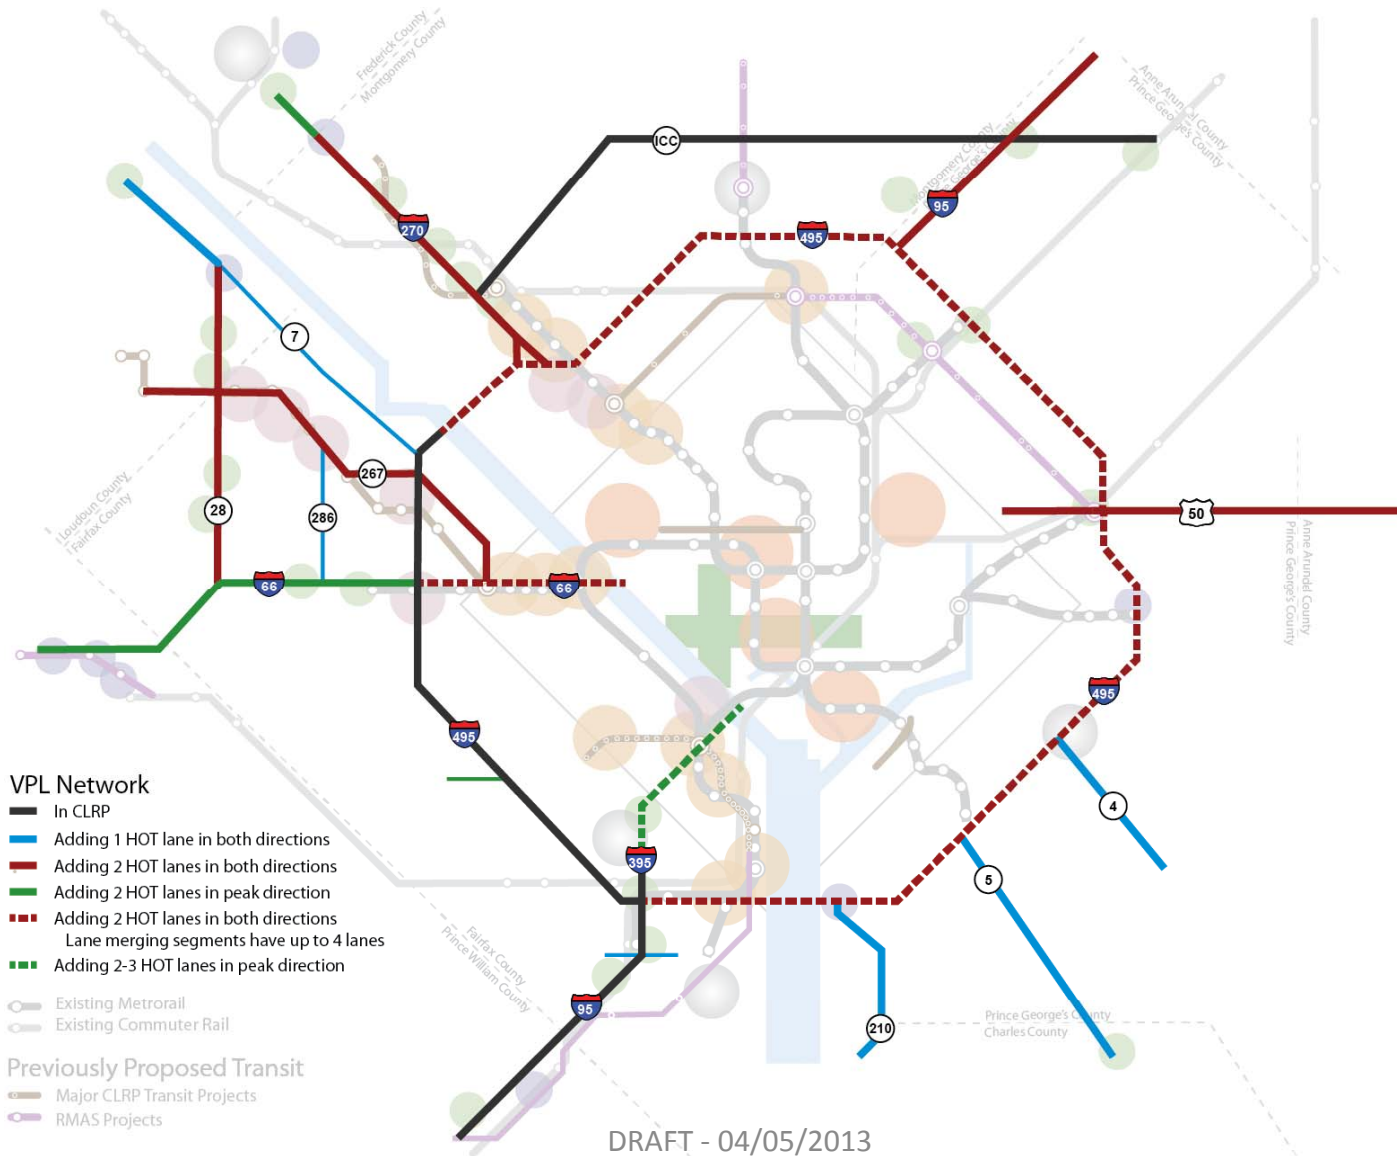 Frederick County
Montgomery County
Anne Arundel County
Prince George's County
ICC
Montgomery County
Prince George's County
95
270
495
7
267
28
286
50
Loudoun County
Fairfax County
66
66
Anne Arundel County
Prince George's County
495
495
VPL Network
In CLRP
Adding 1 HOT lane in both directions
Adding 2 HOT lanes in both directions
Adding 2 HOT lanes in peak direction
Adding 2 HOT lanes in both directions
Lane merging segments have up to 4 lanes
Adding 2-3 HOT lanes in peak direction
Existing Metrorail
Existing Commuter Rail
Previously Proposed Transit
Major CLRP Transit Projects
RMAS Projects
4
395
5
Fairfax County
Prince William County
95
210
Prince George's County
Charles County
DRAFT - 04/05/2013